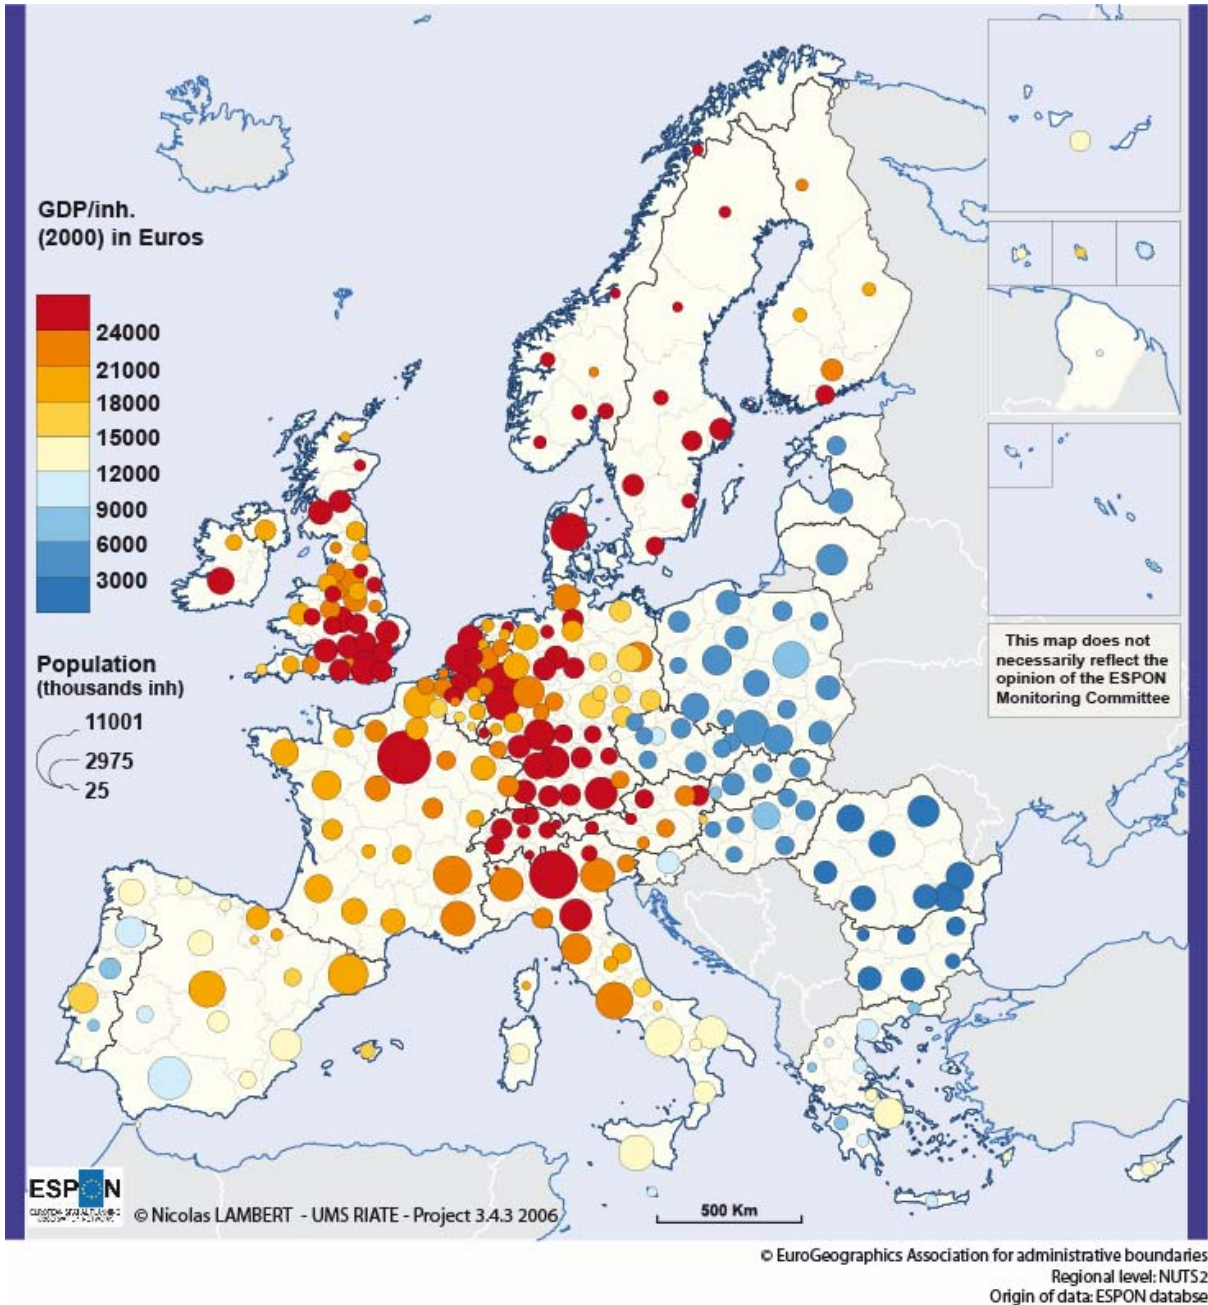 GDP/inh.
(2000) in Euros
24000
21000
18000
15000
12000
9000
6000
3000
Population
(thousands inh)
11001
2975
25
This map does not
necessarily reflect the
opinion of the ESPON
Monitoring Committee
ESPON
© Nicolas LAMBERT - UMS RIATE - Project 3.4.3 2006
500 Km
© EuroGeographics Association for administrative boundaries
Regional level: NUTS2
Origin of data: ESPON databse